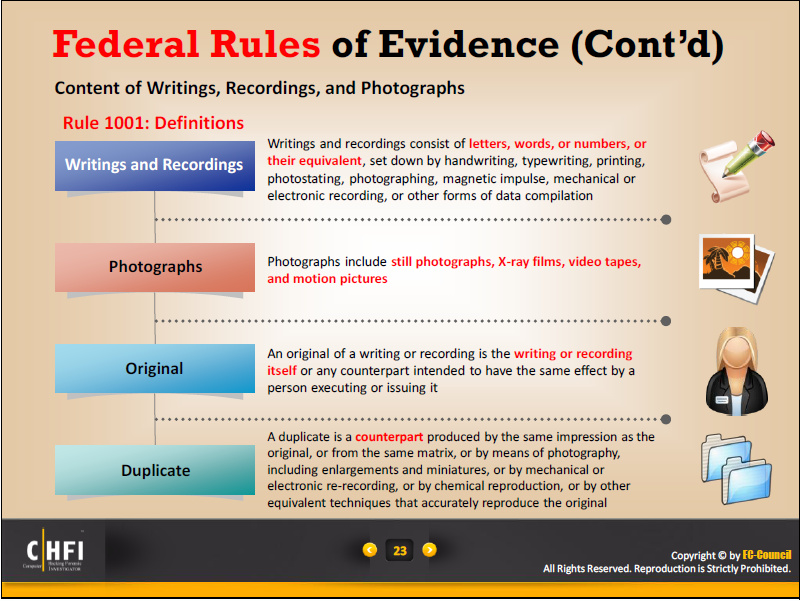 Federal Rules of Evidence (Cont’d)
Content of Writings, Recordings, and Photographs
Rule 1001: Definitions
Writings and Recordings
Writings and recordings consist of letters, words, or numbers, or
their equivalent, set down by handwriting, typewriting, printing,
photostating, photographing, magnetic impulse, mechanical or
electronic recording, or other forms of data compilation
Photographs
Photographs include still photographs, X-ray films, video tapes,
and motion pictures
Original
An original of a writing or recording is the writing or recording
itself or any counterpart intended to have the same effect by a
person executing or issuing it
Duplicate
A duplicate is a counterpart produced by the same impression as the
original, or from the same matrix, or by means of photography,
including enlargements and miniatures, or by mechanical or
electronic re-recording, or by chemical reproduction, or by other
equivalent techniques that accurately reproduce the original
CHFI
Computer Hacking Forensic
INVESTIGATOR
23
Copyright © by EC-Council
All Rights Reserved. Reproduction is Strictly Prohibited.